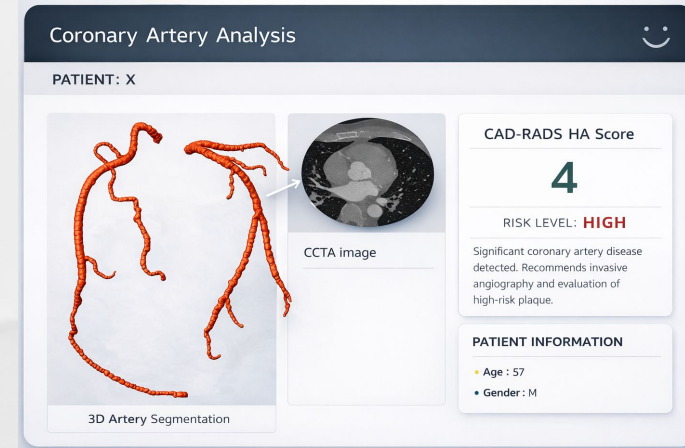 Coronary Artery Analysis
PATIENT: X
3D Artery Segmentation
CCTA image
CAD-RADS HA Score
4
RISK LEVEL: HIGH
Significant coronary artery disease
detected. Recommends invasive
angiography and evaluation of
high-risk plaque.
PATIENT INFORMATION
• Age : 57
• Gender : M